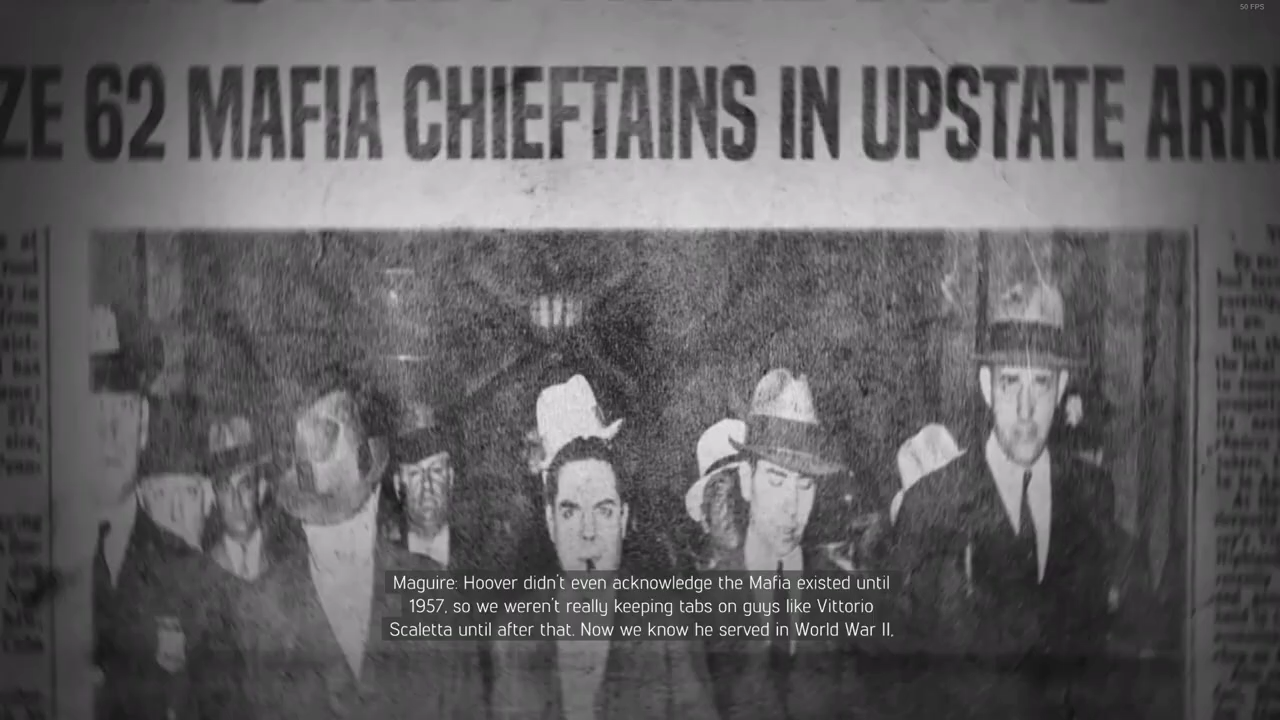 50 FPS
ZE 62 MAFIA CHIEFTAINS IN UPSTATE ARR
Maguire: Hoover didn't even acknowledge the Mafia existed until
1957, so we weren't really keeping tabs on guys like Vittorio
Scaletta until after that. Now we know he served in World War II,